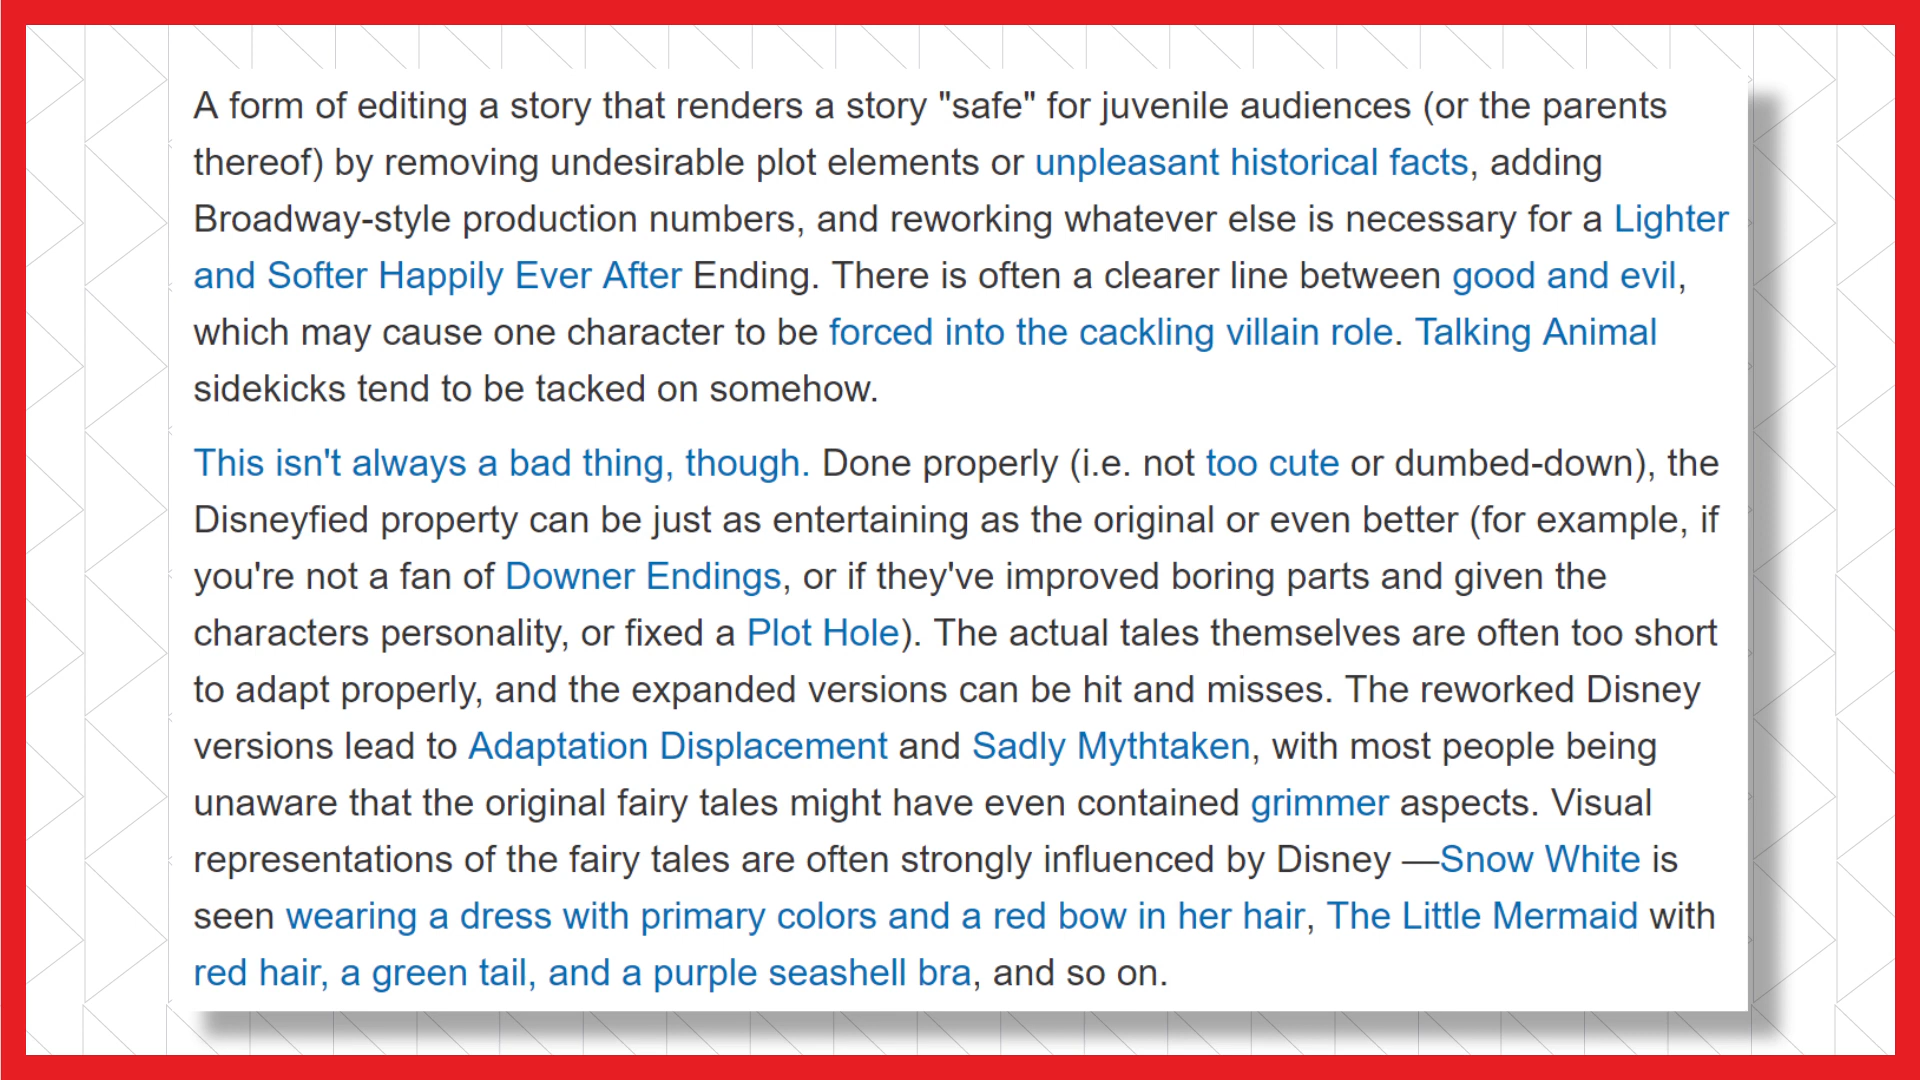 A form of editing a story that renders a story "safe" for juvenile audiences (or the parents
thereof) by removing undesirable plot elements or unpleasant historical facts, adding
Broadway-style production numbers, and reworking whatever else is necessary for a Lighter
and Softer Happily Ever After Ending. There is often a clearer line between good and evil,
which may cause one character to be forced into the cackling villain role. Talking Animal
sidekicks tend to be tacked on somehow.
This isn't always a bad thing, though. Done properly (i.e. not too cute or dumbed-down), the
Disneyfied property can be just as entertaining as the original or even better (for example, if
you're not a fan of Downer Endings, or if they've improved boring parts and given the
characters personality, or fixed a Plot Hole). The actual tales themselves are often too short
to adapt properly, and the expanded versions can be hit and misses. The reworked Disney
versions lead to Adaptation Displacement and Sadly Mythtaken, with most people being
unaware that the original fairy tales might have even contained grimmer aspects. Visual
representations of the fairy tales are often strongly influenced by Disney —Snow White is
seen wearing a dress with primary colors and a red bow in her hair, The Little Mermaid with
red hair, a green tail, and a purple seashell bra, and so on.